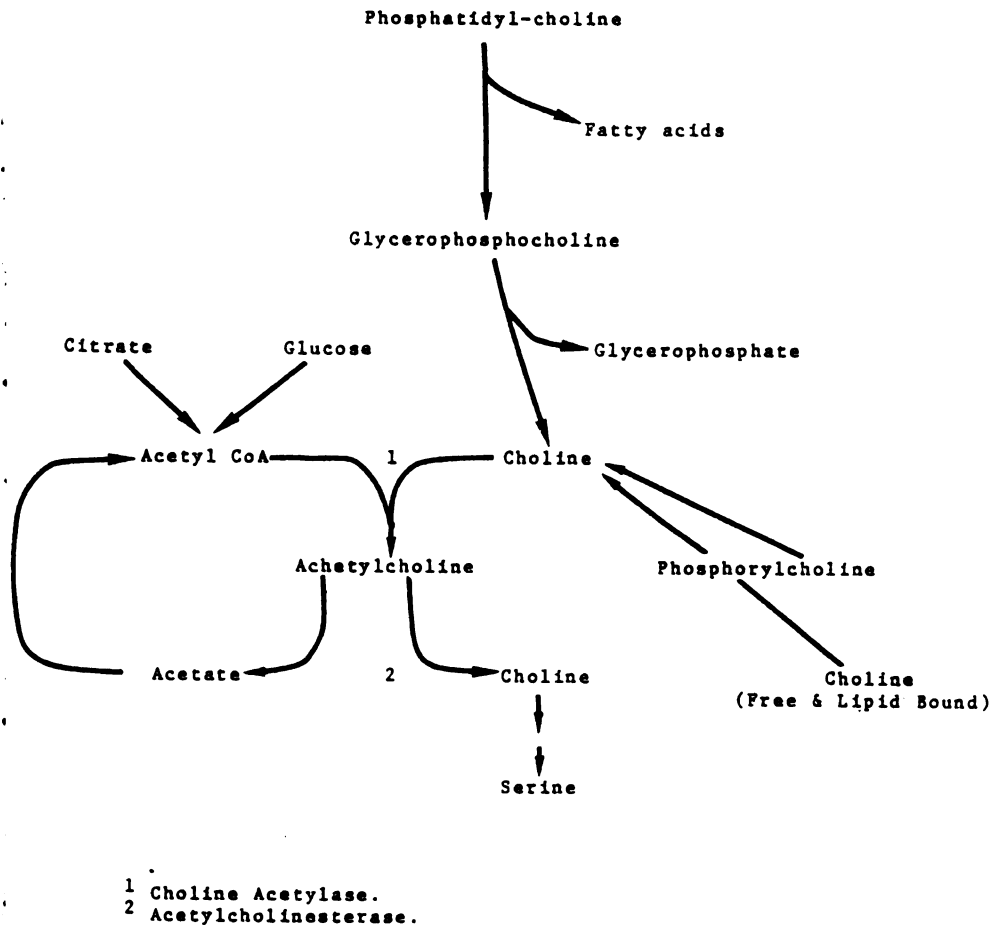 Phosphatidyl-choline
Fatty acids
Glycerophosphocholine
Citrate
Glucose
Glycerophosphate
Acetyl CoA
1
Choline
Achetylcholine
Phosphorylcholine
Acetate
2
Choline
Choline
(Free & Lipid Bound)
Serine
1 Choline Acetylase.
2 Acetylcholinesterase.